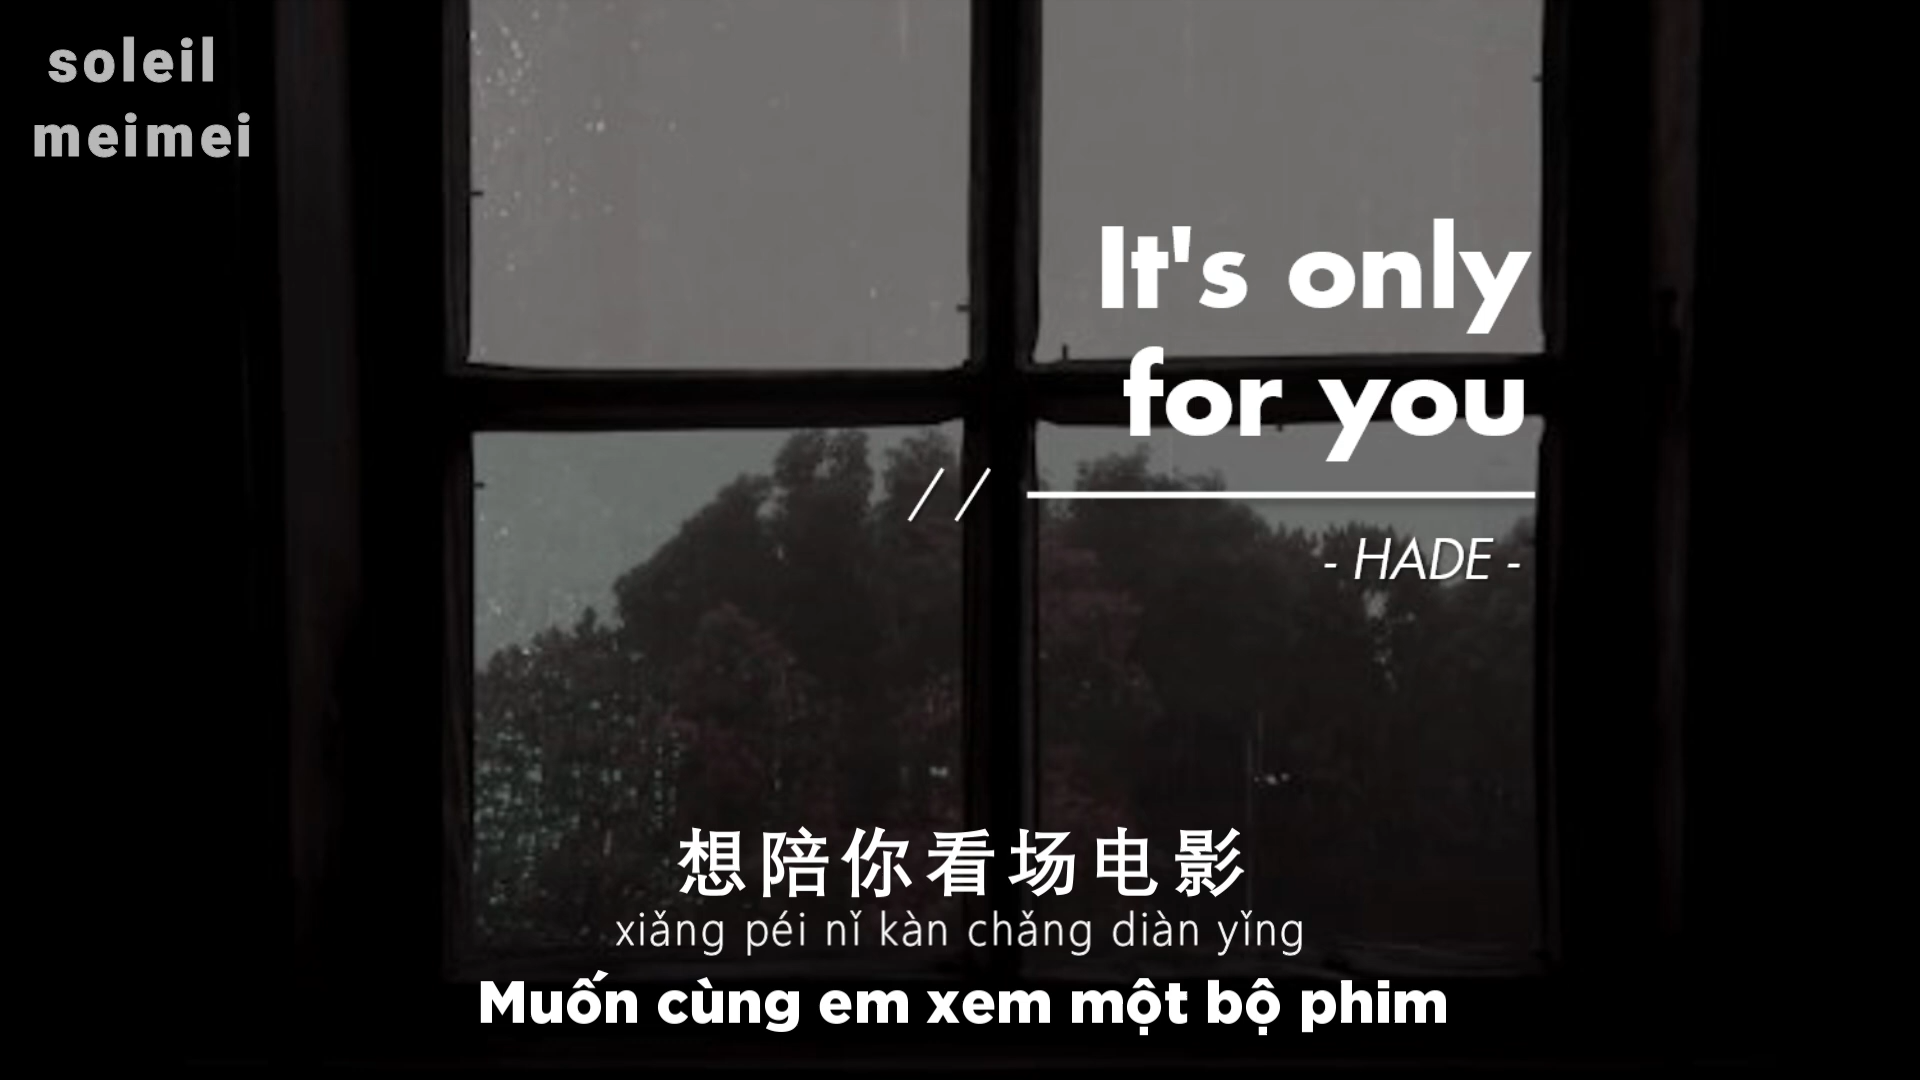 soleil
meimei
It's only
for you
//
- HADE -
想陪你看场电影
xiǎng péi nǐ kàn chǎng diàn yǐng
Muốn cùng em xem một bộ phim